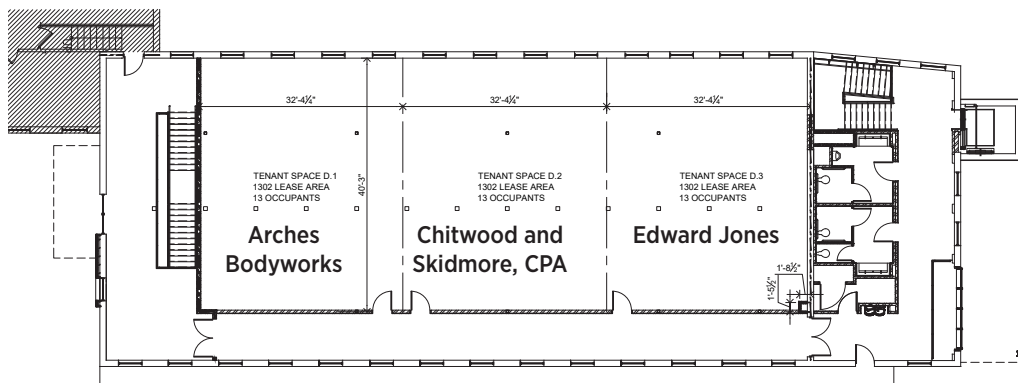 32'-4¼"
32'-4¼"
32'-4¼"
40'-3"
TENANT SPACE D.1
1302 LEASE AREA
13 OCCUPANTS
Arches
Bodyworks
TENANT SPACE D.2
1302 LEASE AREA
13 OCCUPANTS
Chitwood and
Skidmore, CPA
TENANT SPACE D.3
1302 LEASE AREA
13 OCCUPANTS
Edward Jones
1'-8½"
1'-5½"